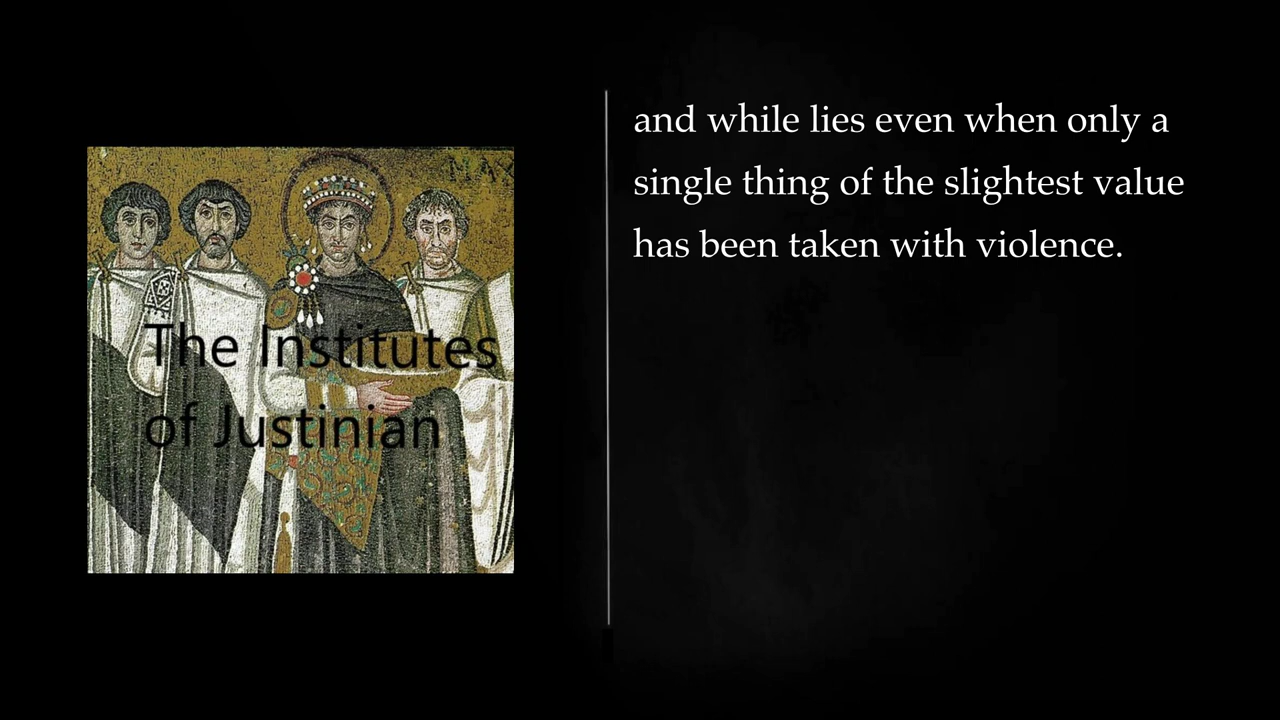 MAX
The Institutes
of Justinian
and while lies even when only a
single thing of the slightest value
has been taken with violence.